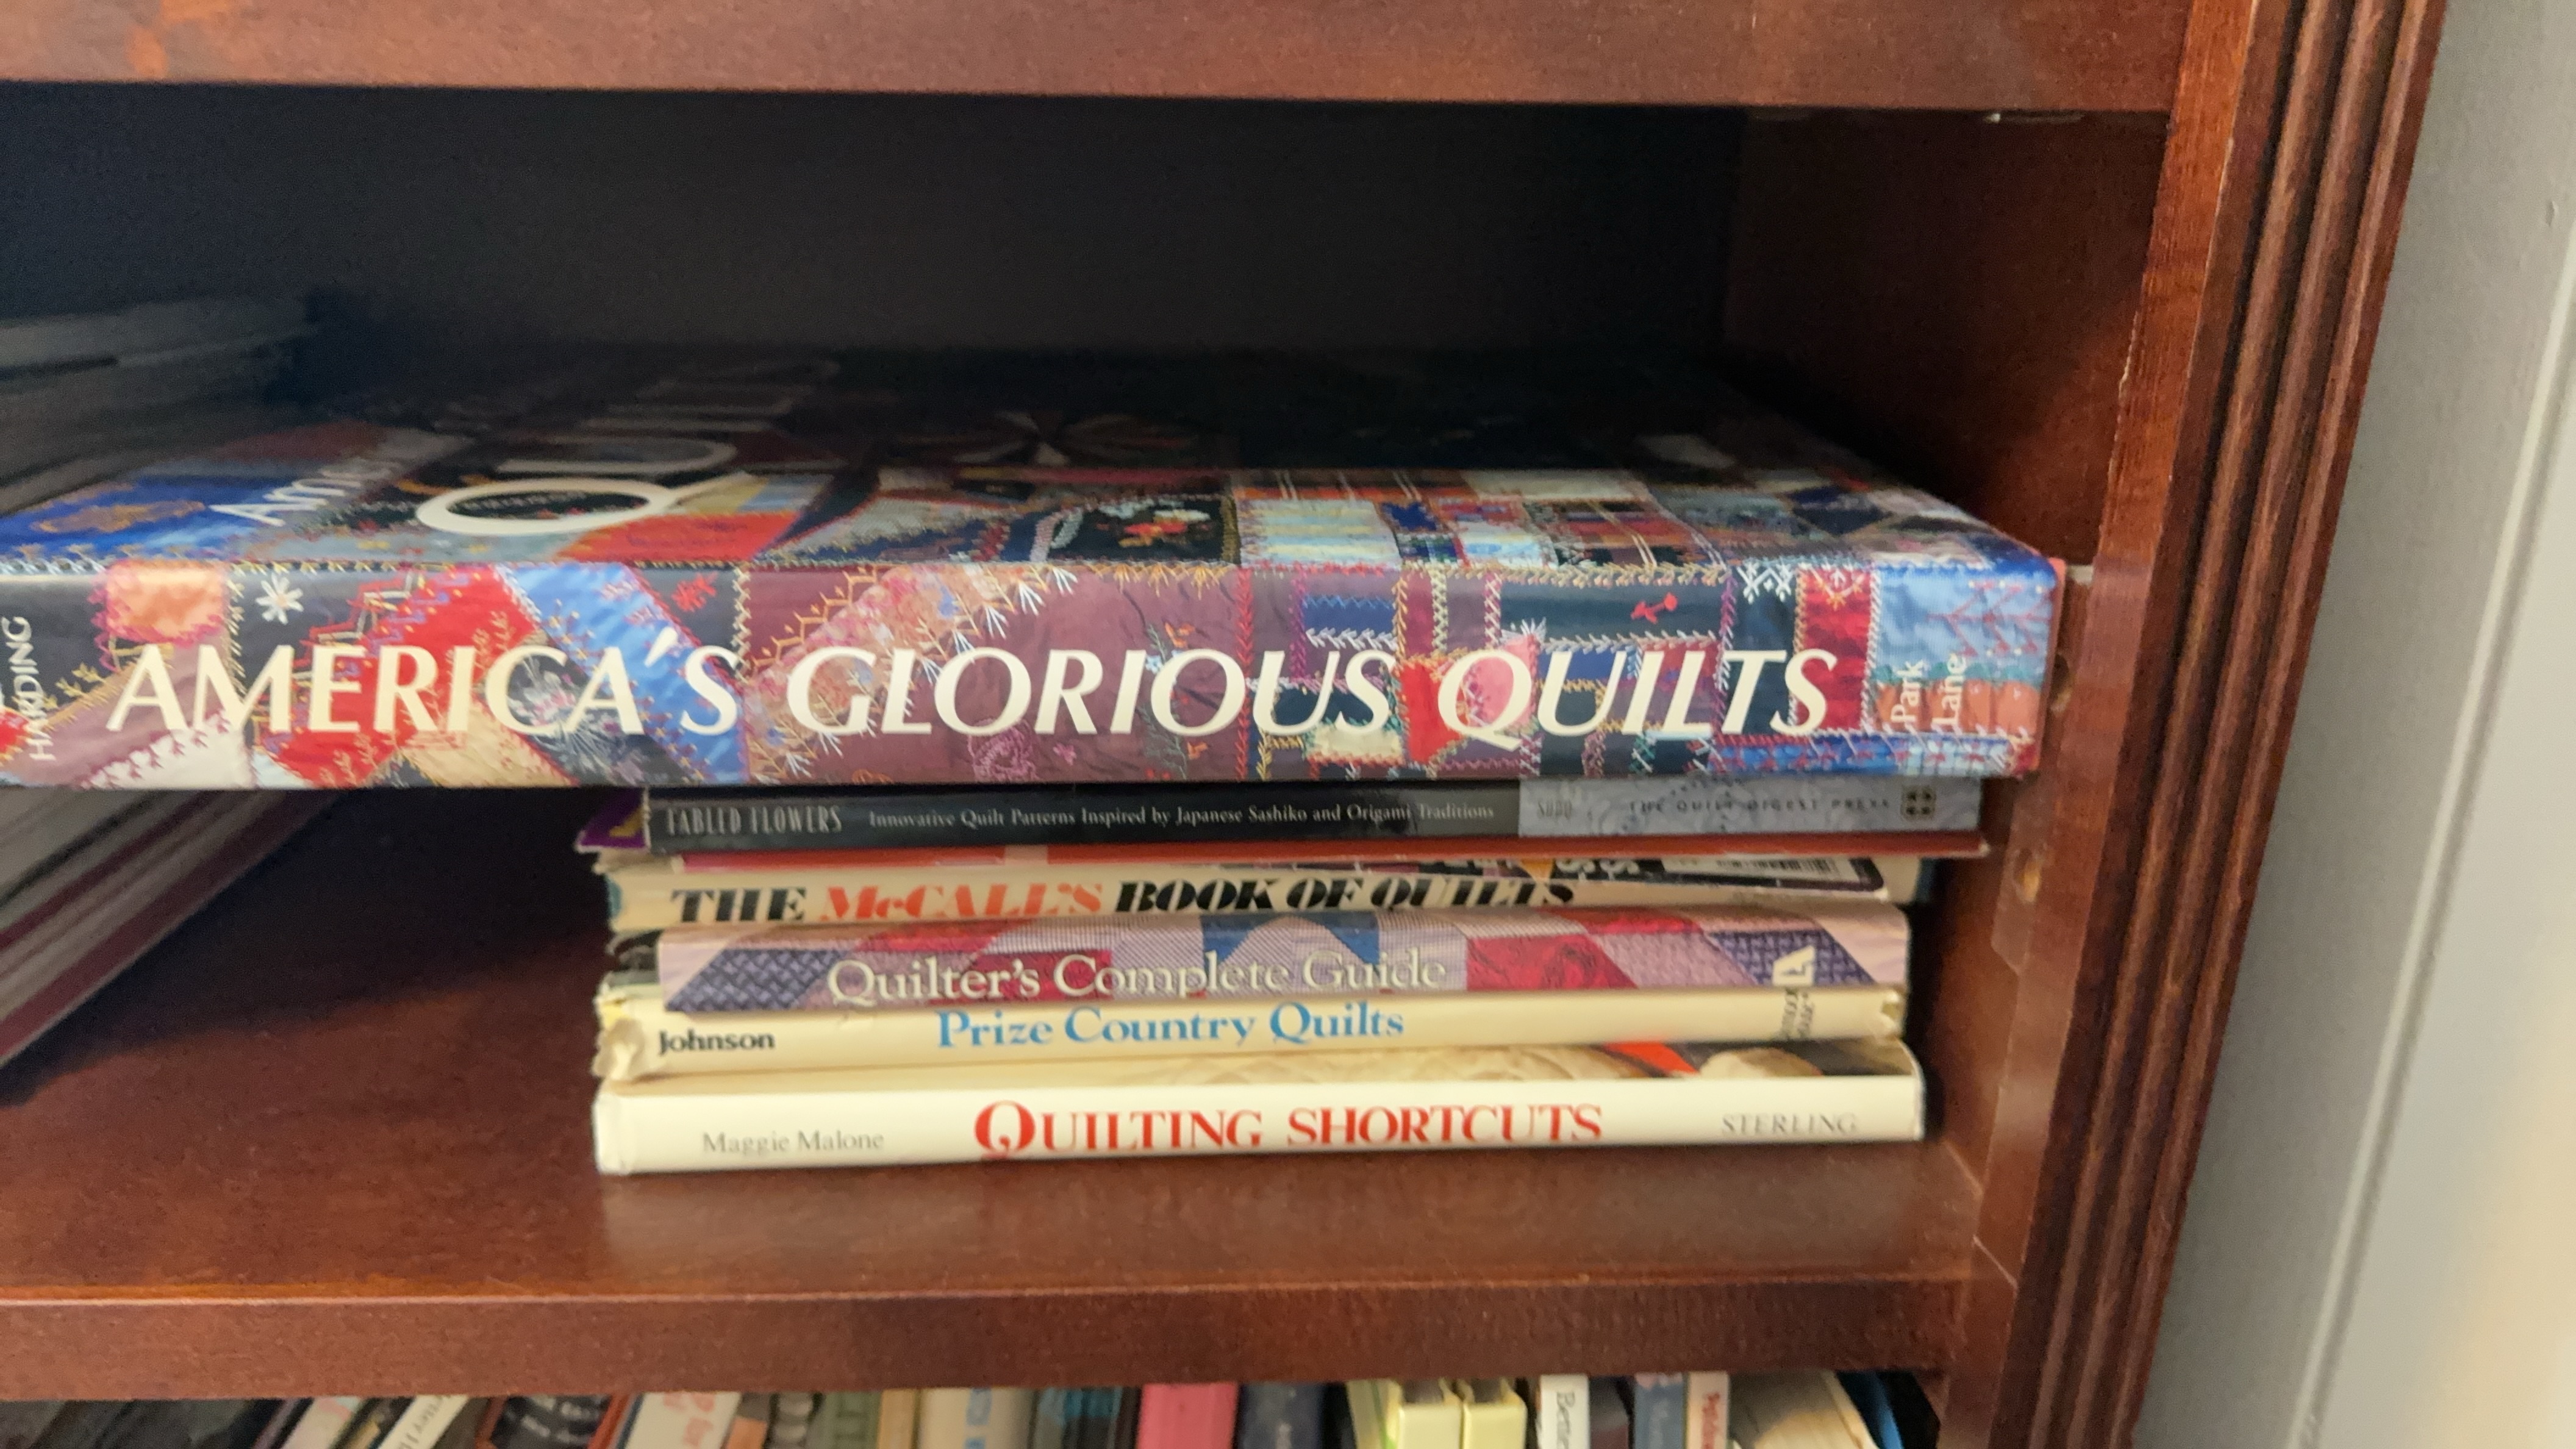 HARDING AMERICA'S GLORIOUS QUILTS Park Lane
FABLED FLOWERS Innovative Quilt Patterns Inspired by Japanese Sashiko and Origami Traditions SUDO THE QUILT DIGEST PRESS
THE McCALL'S BOOK OF QUILTS
Quilter's Complete Guide
Johnson Prize Country Quilts
Maggie Malone QUILTING SHORTCUTS STERLING